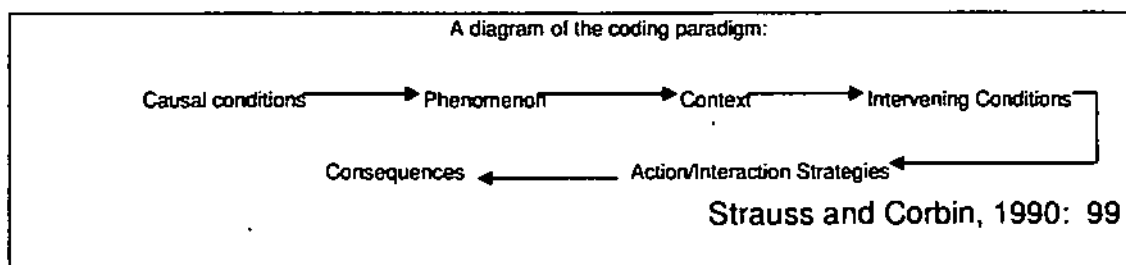 A diagram of the coding paradigm:
Causal conditions Phenomenon Context Intervening Conditions
Consequences Action/Interaction Strategies
Strauss and Corbin, 1990: 99